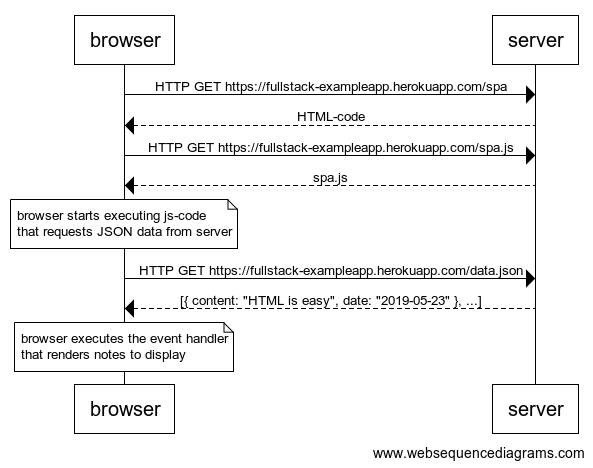 browser
server
HTTP GET https://fullstack-exampleapp.herokuapp.com/spa
HTML-code
HTTP GET https://fullstack-exampleapp.herokuapp.com/spa.js
spa.js
browser starts executing js-code
that requests JSON data from server
HTTP GET https://fullstack-exampleapp.herokuapp.com/data.json
[{ content: "HTML is easy", date: "2019-05-23" }, ...]
browser executes the event handler
that renders notes to display
browser
server
www.websequencediagrams.com